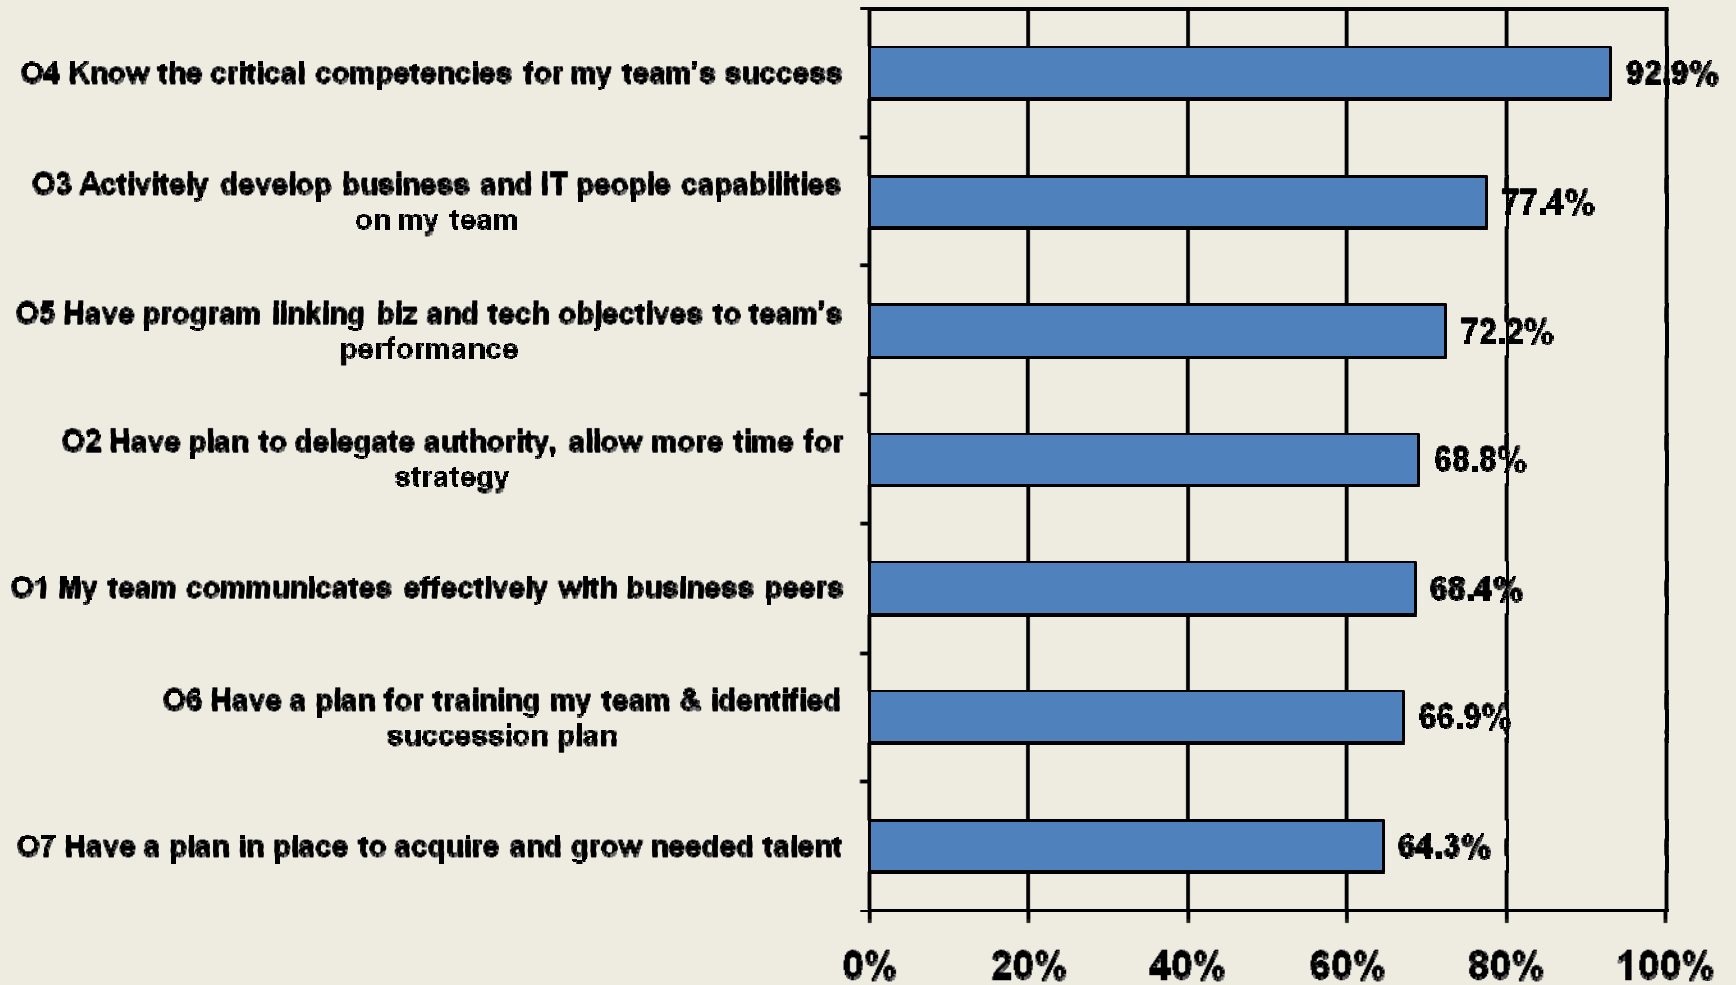 O4 Know the critical competencies for my team's success
92.9%
O3 Activitely develop business and IT people capabilities
on my team
77.4%
O5 Have program linking biz and tech objectives to team's
performance
72.2%
O2 Have plan to delegate authority, allow more time for
strategy
68.8%
O1 My team communicates effectively with business peers
68.4%
O6 Have a plan for training my team & identified
succession plan
66.9%
O7 Have a plan in place to acquire and grow needed talent
64.3%
0% 20% 40% 60% 80% 100%